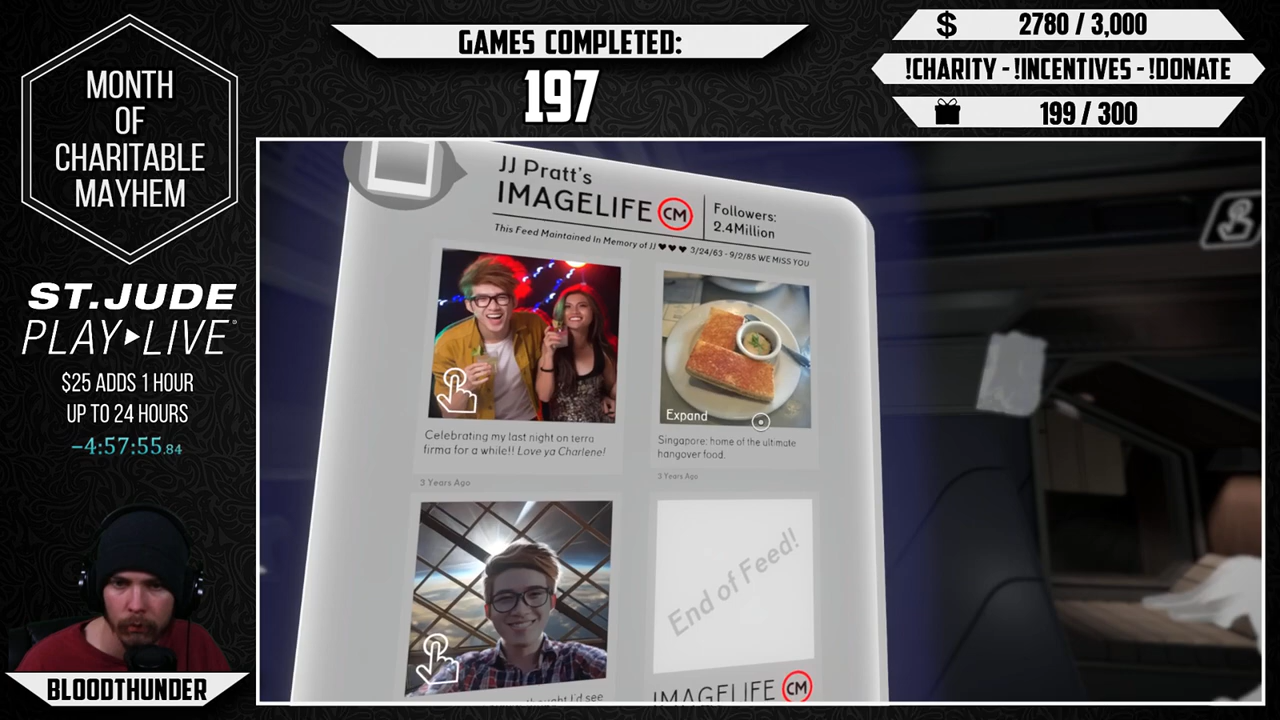 MONTH
OF
CHARITABLE
MAYHEM
ST.JUDE
PLAY LIVE
$25 ADDS 1 HOUR
UP TO 24 HOURS
-4:57:55.84
BLOODTHUNDER
GAMES COMPLETED:
197
$ 2780 / 3,000
!CHARITY - !INCENTIVES - !DONATE
199 / 300
JJ Pratt's
IMAGELIFE CM
Followers:
2.4Million
This Feed Maintained In Memory of JJ ♥♥♥ 3/24/63 - 9/2/85 WE MISS YOU
Celebrating my last night on terra
firma for a while!! Love ya Charlene!
3 Years Ago
Expand
Singapore: home of the ultimate
hangover food.
3 Years Ago
thought I'd see
End of Feed!
IMAGELIFE CM